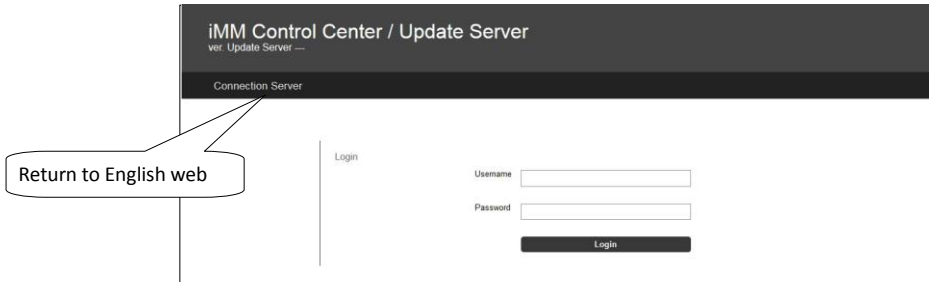 iMM Control Center / Update Server
ver. Update Server ---
Connection Server
Return to English web
Login
Username
Password
Login